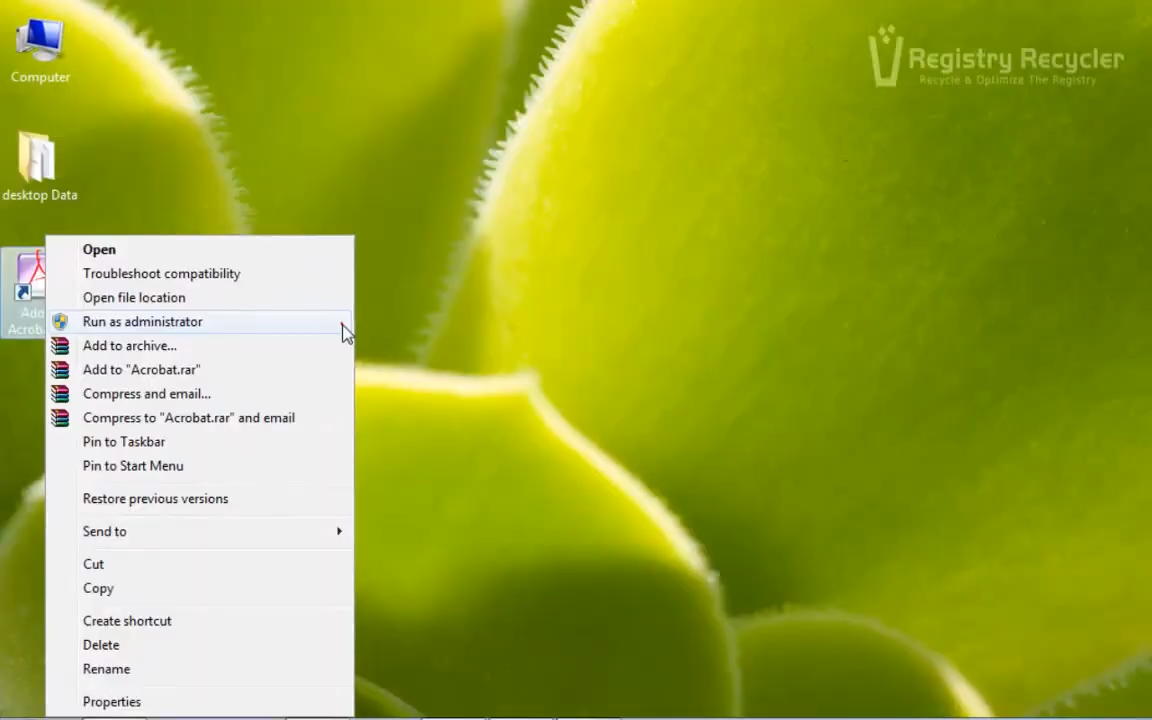 Computer
Registry Recycler
Recycle & Optimize The Registry
desktop Data
Open
Troubleshoot compatibility
Open file location
Run as administrator
Add to archive...
Add to "Acrobat.rar"
Compress and email...
Compress to "Acrobat.rar" and email
Pin to Taskbar
Pin to Start Menu
Restore previous versions
Send to
Cut
Copy
Create shortcut
Delete
Rename
Properties